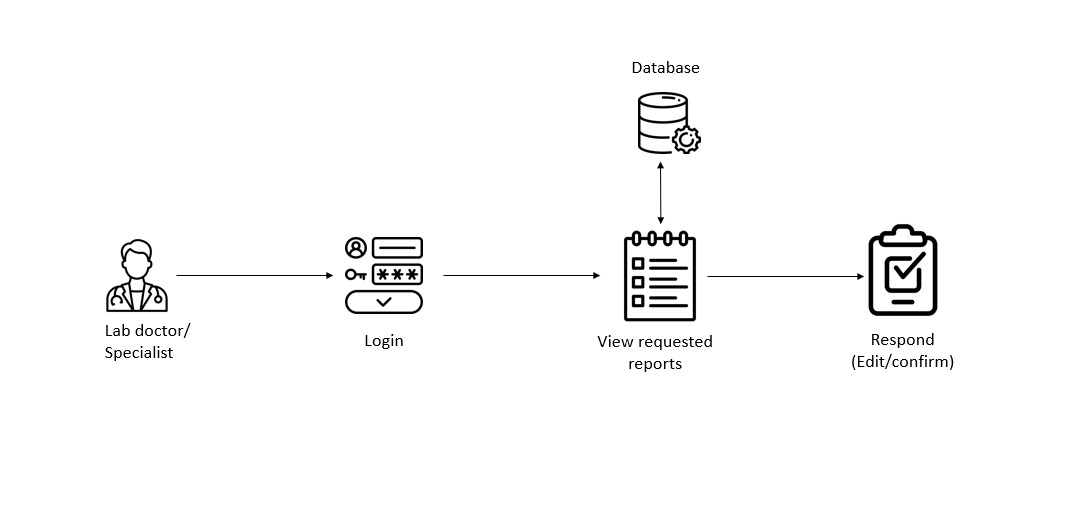 Database
Lab doctor/
Specialist
Login
View requested
reports
Respond
(Edit/confirm)